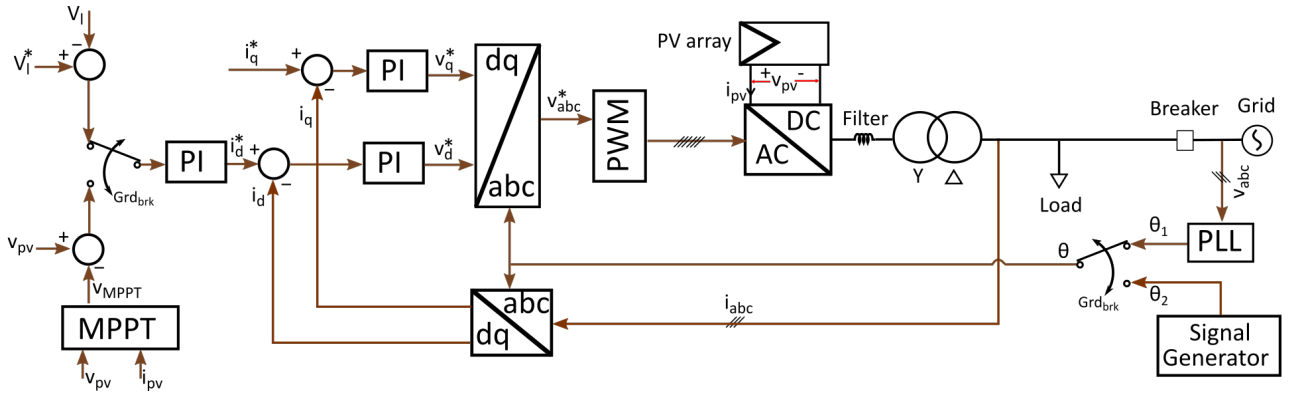 V_l
V_l^*
+
−
Grd_brk
v_pv
+
−
v_MPPT
MPPT
v_pv
i_pv
PI
i_d^*
+
−
i_d
i_q^*
+
−
i_q
PI
v_q^*
PI
v_d^*
dq
abc
v_abc^*
PWM
PV array
+ v_pv -
i_pv
DC
AC
Filter
Y
△
Load
Breaker
Grid
v_abc
PLL
θ_1
θ
Grd_brk
θ_2
Signal
Generator
i_abc
abc
dq